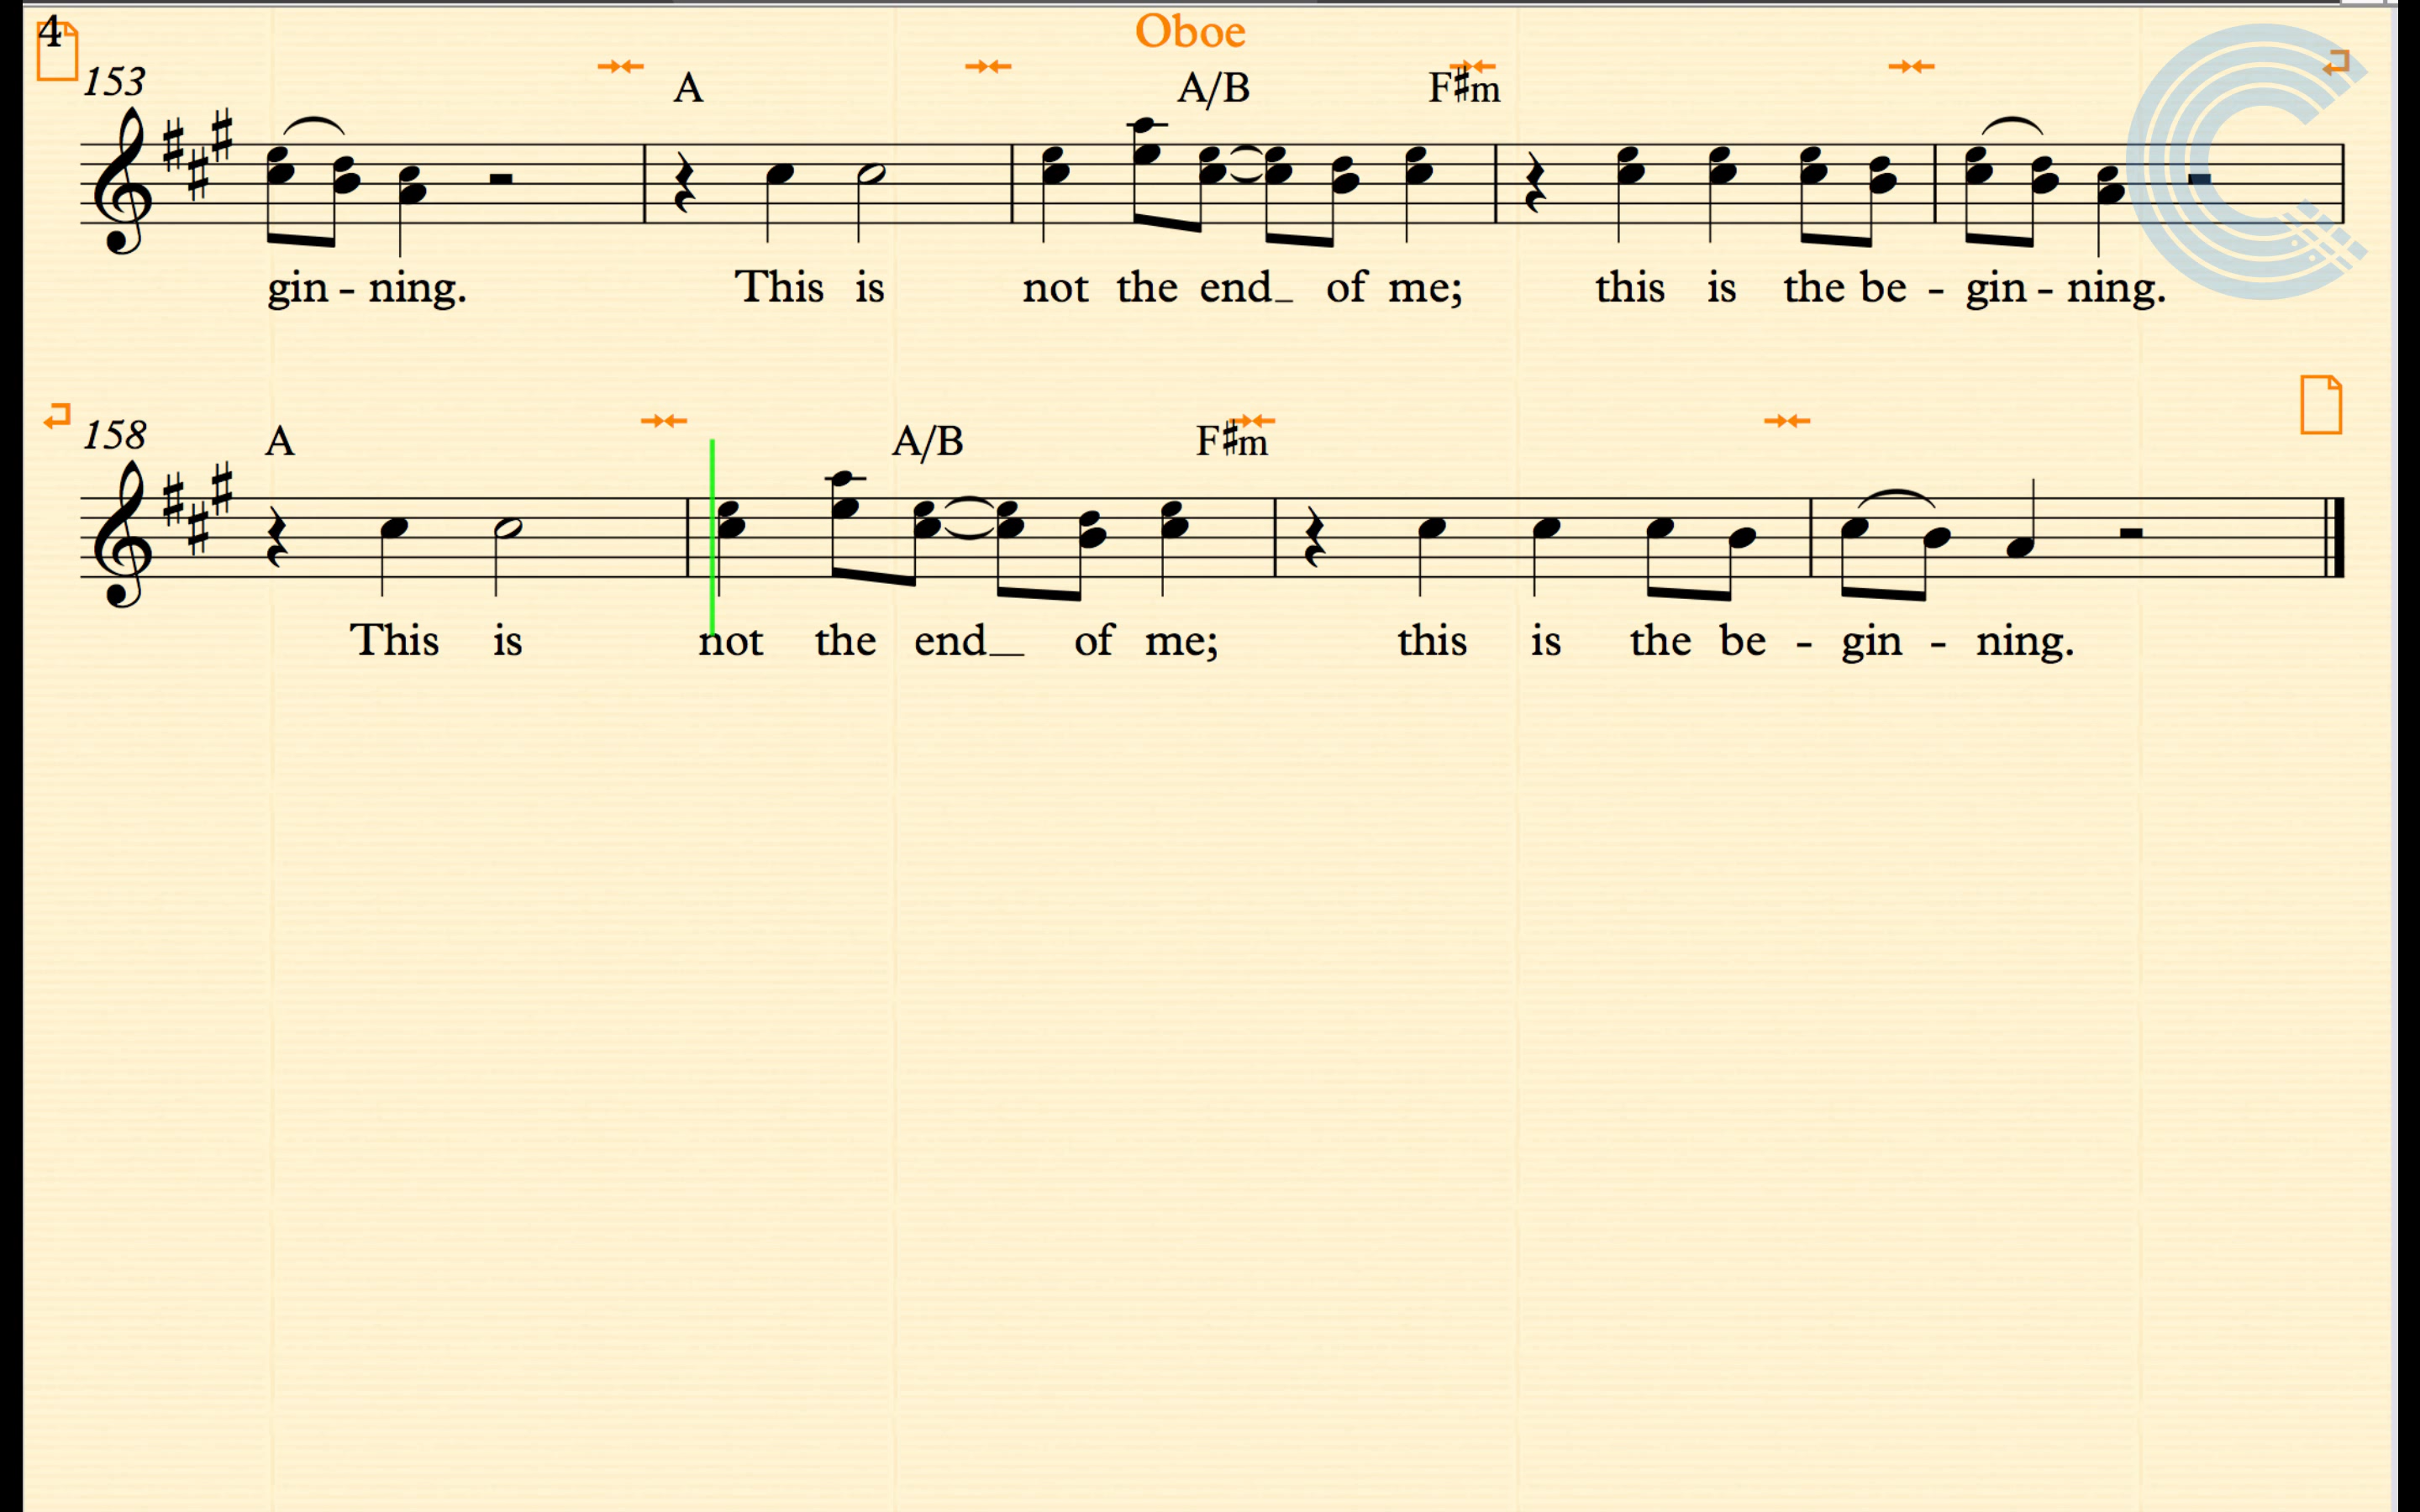 4
Oboe
153
A A/B F♯m
gin - ning. This is not the end_ of me; this is the be - gin - ning.
158
A A/B F♯m
This is not the end_ of me; this is the be - gin - ning.